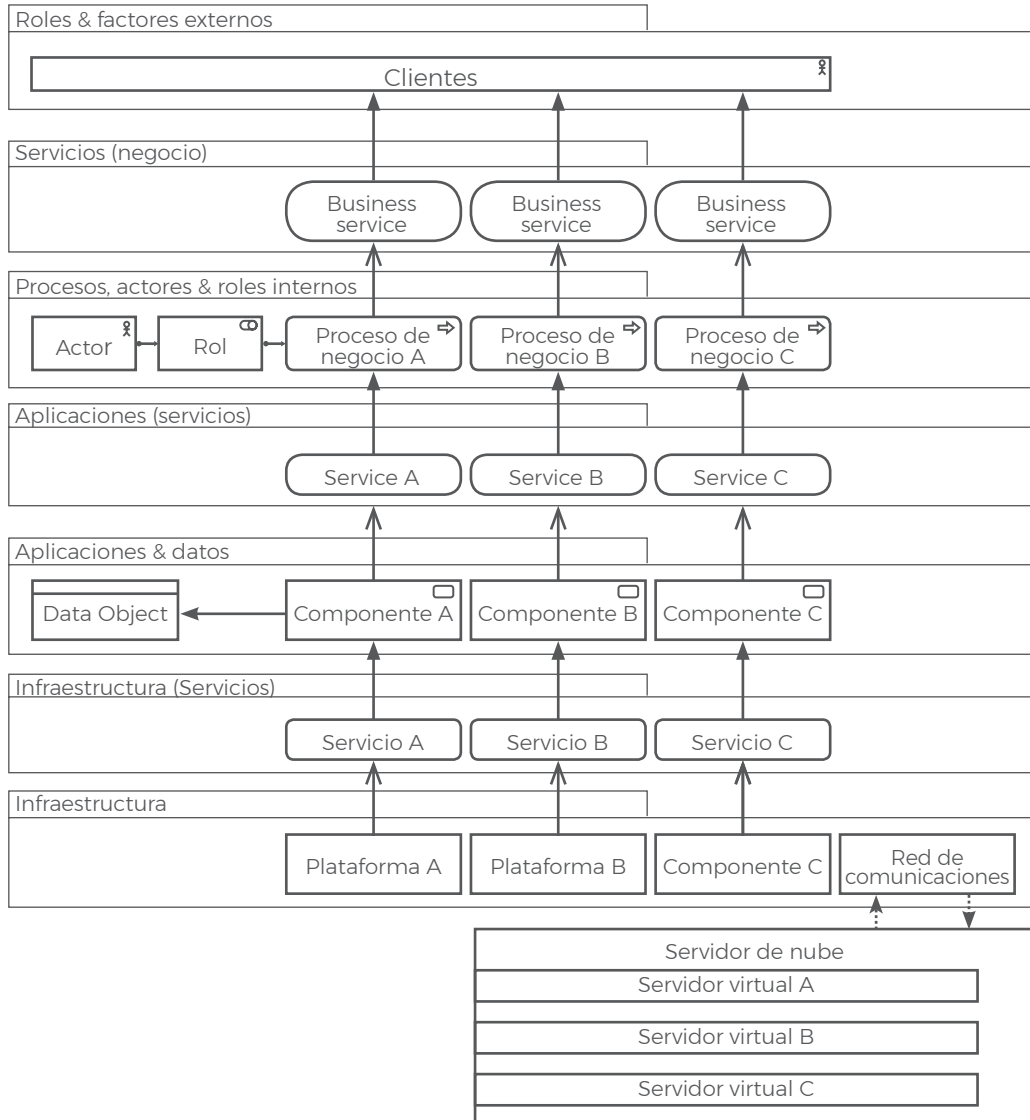 Roles & factores externos
Clientes
Servicios (negocio)
Business
service
Business
service
Business
service
Procesos, actores & roles internos
Actor
Rol
Proceso de
negocio A
Proceso de
negocio B
Proceso de
negocio C
Aplicaciones (servicios)
Service A
Service B
Service C
Aplicaciones & datos
Data Object
Componente A
Componente B
Componente C
Infraestructura (Servicios)
Servicio A
Servicio B
Servicio C
Infraestructura
Plataforma A
Plataforma B
Componente C
Red de
comunicaciones
Servidor de nube
Servidor virtual A
Servidor virtual B
Servidor virtual C